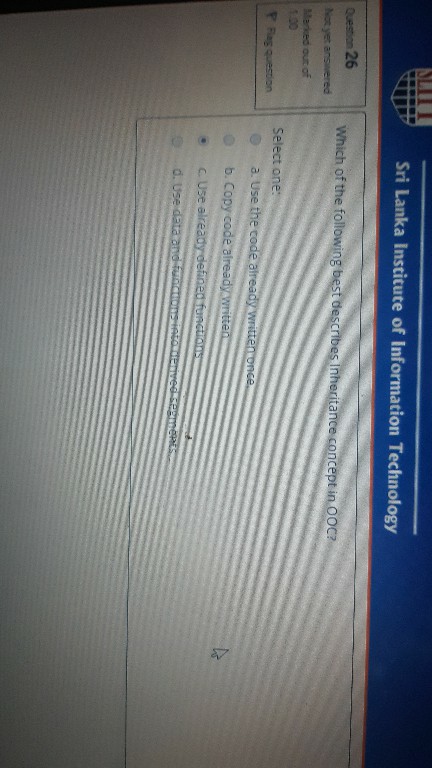 SLIIT
Sri Lanka Institute of Information Technology
Question 26
Not yet answered
Marked out of
1.00
Flag question
Which of the following best describes Inheritance concept in OOC?
Select one:
a. Use the code already written once.
b. Copy code already written
c. Use already defined functions
d. Use data and functions into derived segments.